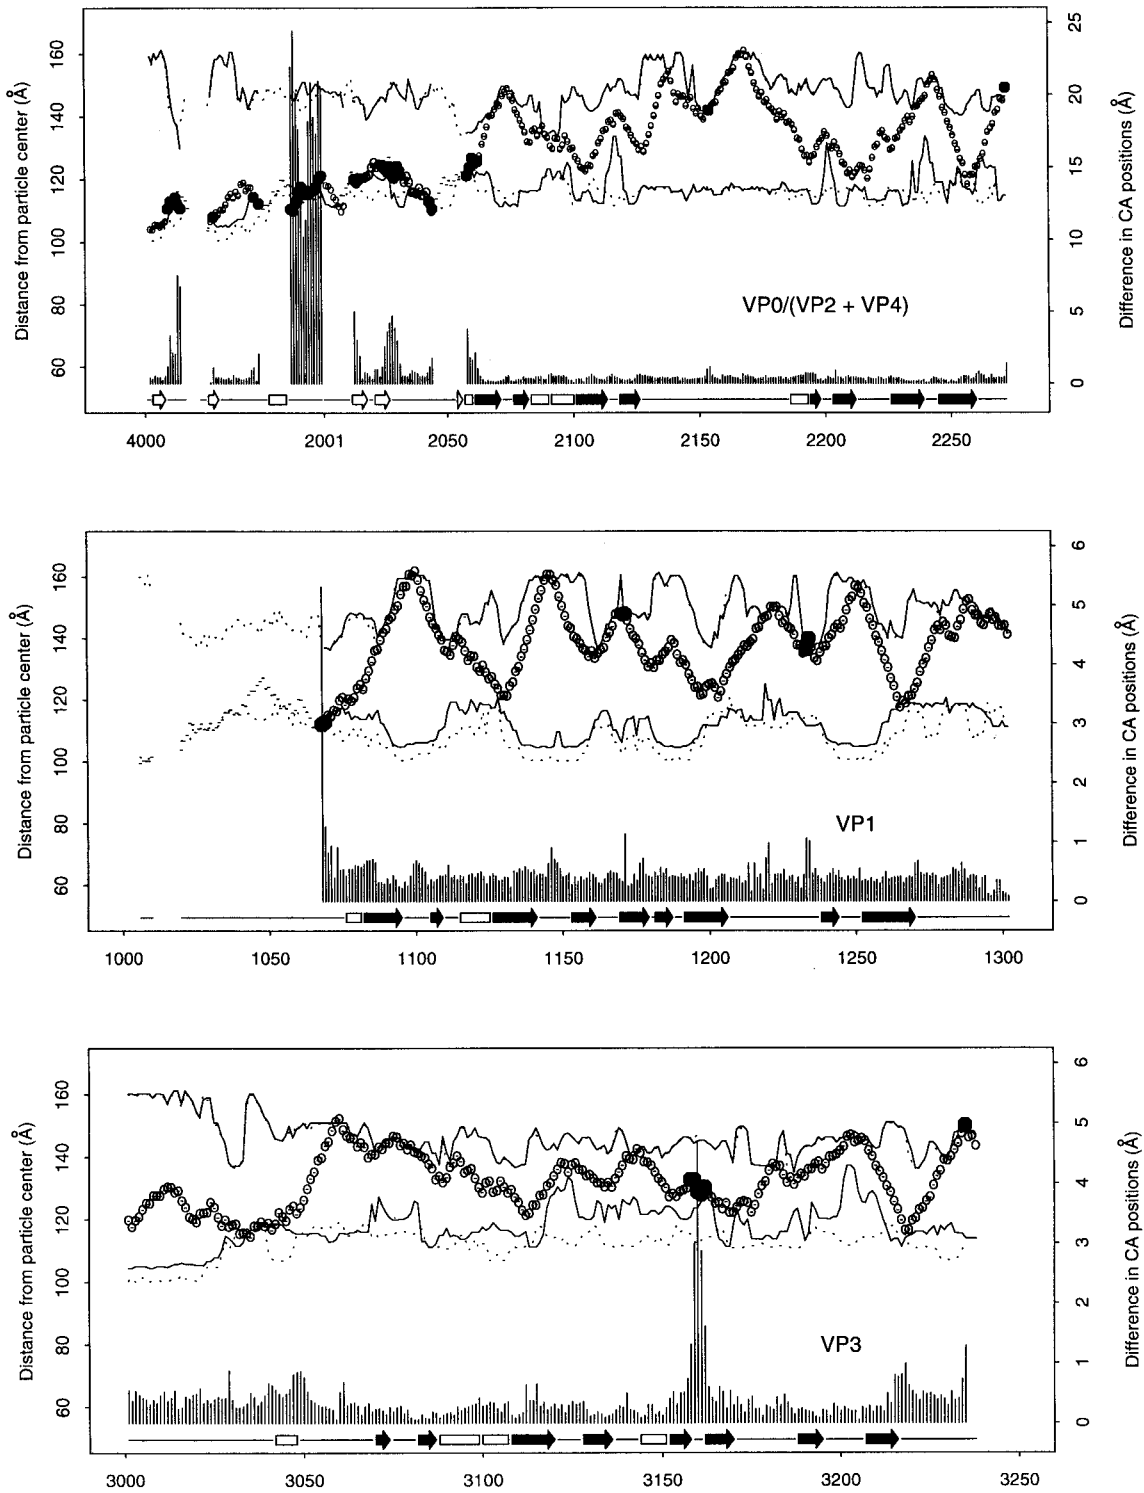 Distance from particle center (Å)
60 80 100 120 140 160
0 5 10 15 20 25
Difference in CA positions (Å)
VP0/(VP2 + VP4)
4000 2001 2050 2100 2150 2200 2250
Distance from particle center (Å)
60 80 100 120 140 160
0 1 2 3 4 5 6
Difference in CA positions (Å)
VP1
1000 1050 1100 1150 1200 1250 1300
Distance from particle center (Å)
60 80 100 120 140 160
0 1 2 3 4 5 6
Difference in CA positions (Å)
VP3
3000 3050 3100 3150 3200 3250